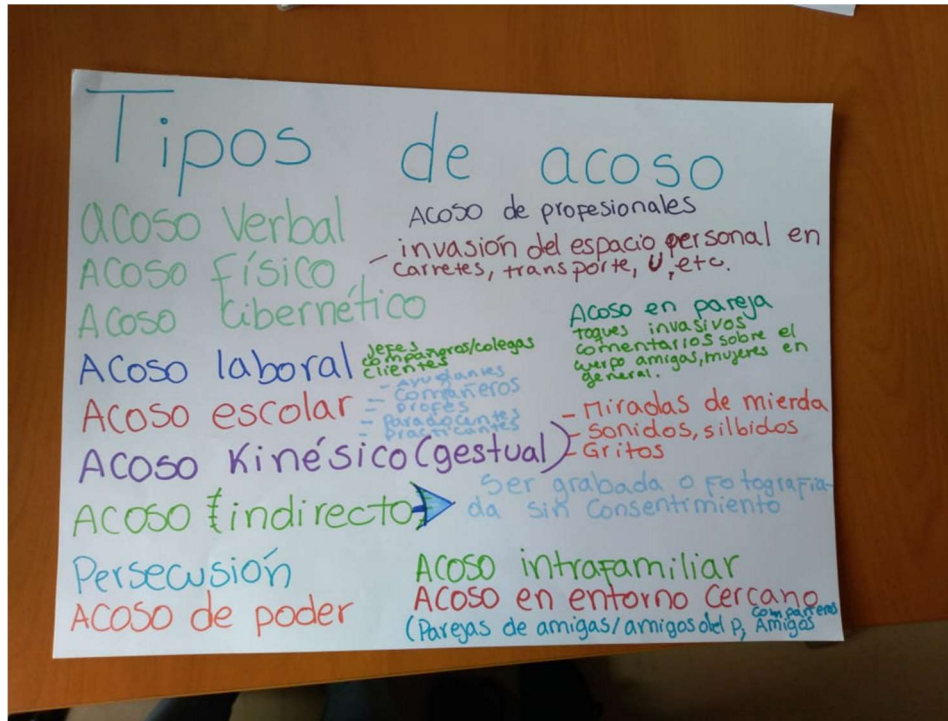 Tipos de acoso
acoso verbal
Acoso de profesionales
Acoso físico
- invasión del espacio personal en
carretes, transporte, U, etc.
Acoso Cibernético
Acoso en pareja
toques invasivos
comentarios sobre el
cuerpo amigas, mujeres en
general.
Acoso laboral
jefes
compañeros/colegas
clientes
Acoso escolar
- Ayudantes
- Compañeros
- profes
- Paradocentes
- practicantes
Acoso Kinésico (gestual)
- Miradas de mierda
- Sonidos, silbidos
- Gritos
Acoso indirecto
Ser grabada o Fotografia-
da sin Consentimiento
Persecusión
Acoso de poder
Acoso intrafamiliar
Acoso en entorno Cercano
(Parejas de amigas/amigos del P, Amigos
compañeros